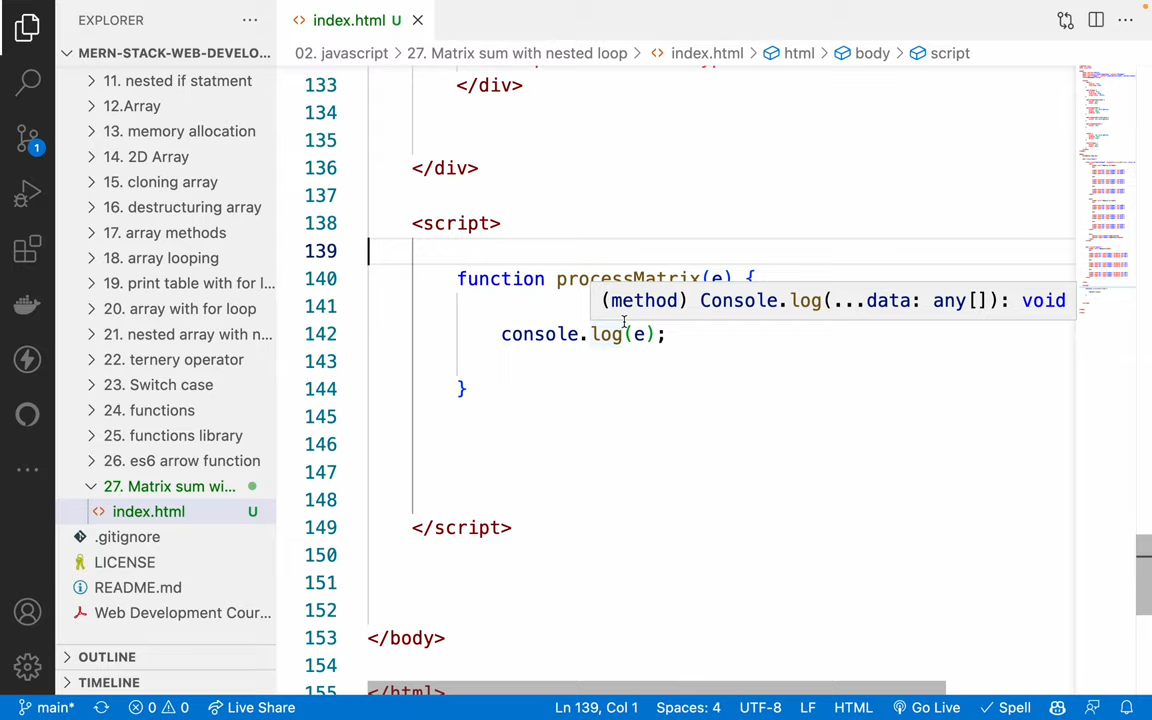 EXPLORER
index.html U
MERN-STACK-WEB-DEVELO...
02. javascript > 27. Matrix sum with nested loop > index.html > html > body > script
11. nested if statment
12.Array
13. memory allocation
14. 2D Array
15. cloning array
16. destructuring array
17. array methods
18. array looping
19. print table with for l...
20. array with for loop
21. nested array with n...
22. ternery operator
23. Switch case
24. functions
25. functions library
26. es6 arrow function
27. Matrix sum wi...
index.html U
.gitignore
LICENSE
README.md
Web Development Cour...
OUTLINE
TIMELINE
1
133 </div>
134
135
136 </div>
137
138 <script>
139
140 function processMatrix(e) {
(method) Console.log(...data: any[]): void
141
142 console.log(e);
143
144 }
145
146
147
148
149 </script>
150
151
152
153 </body>
154
155 </html>
main* 0 0 Live Share Ln 139, Col 1 Spaces: 4 UTF-8 LF HTML Go Live Spell